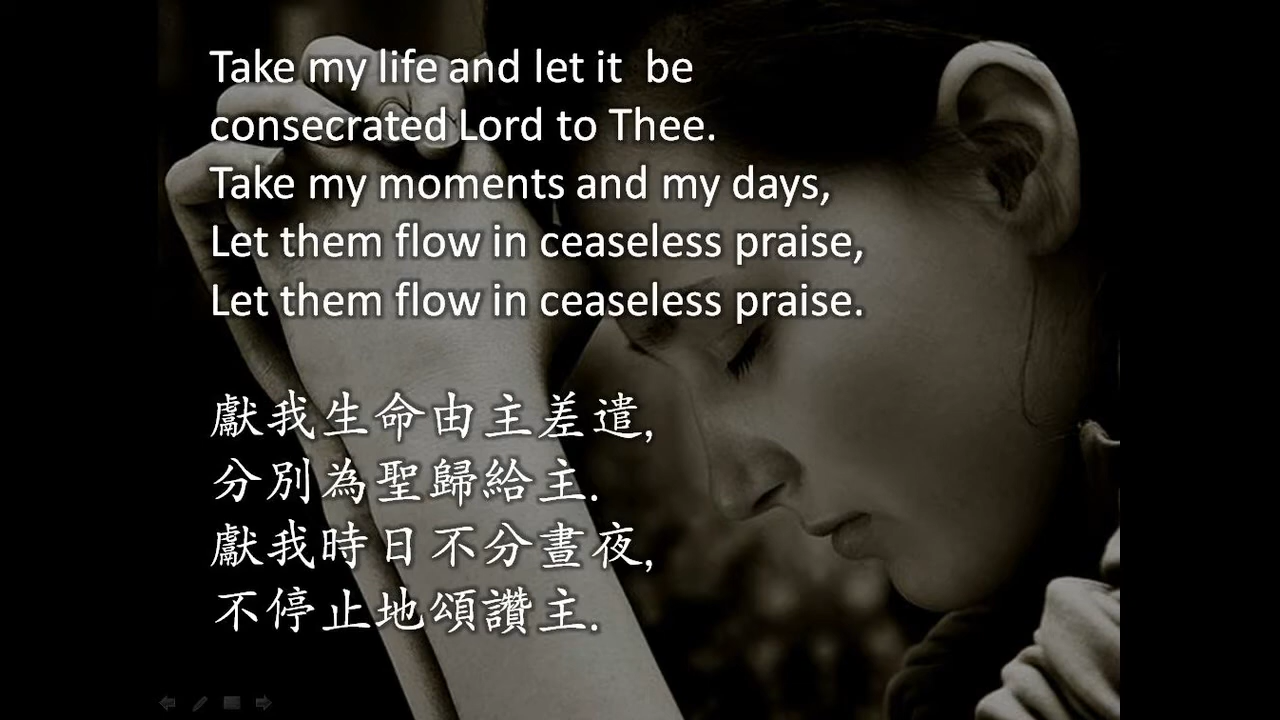 Take my life and let it  be
consecrated Lord to Thee.
Take my moments and my days,
Let them flow in ceaseless praise,
Let them flow in ceaseless praise.
獻我生命由主差遣,
分別為聖歸給主.
獻我時日不分晝夜,
不停止地頌讚主.